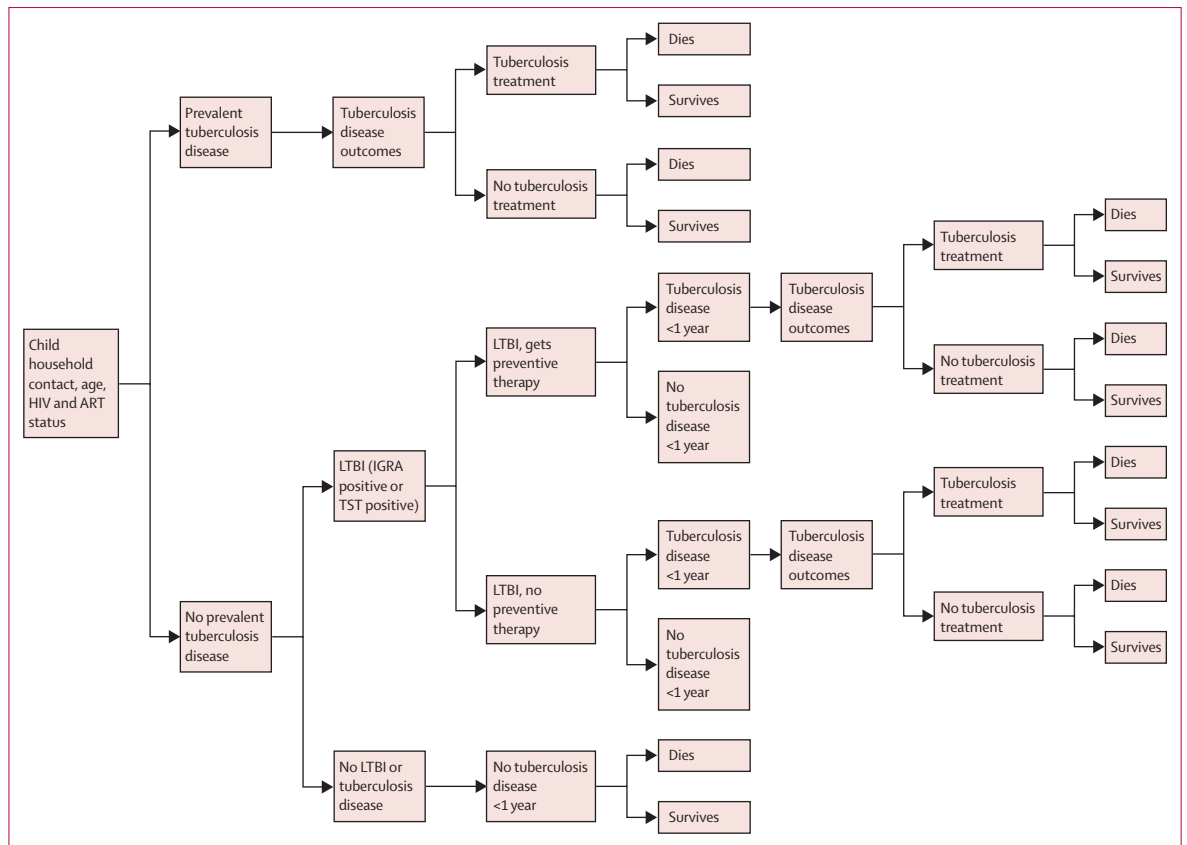 Child
household
contact, age,
HIV and ART
status
Prevalent
tuberculosis
disease
Tuberculosis
disease
outcomes
Tuberculosis
treatment
Dies
Survives
No tuberculosis
treatment
Dies
Survives
No prevalent
tuberculosis
disease
LTBI (IGRA
positive or
TST positive)
LTBI, gets
preventive
therapy
Tuberculosis
disease
<1 year
Tuberculosis
disease
outcomes
Tuberculosis
treatment
Dies
Survives
No tuberculosis
treatment
Dies
Survives
No
tuberculosis
disease
<1 year
LTBI, no
preventive
therapy
Tuberculosis
disease
<1 year
Tuberculosis
disease
outcomes
Tuberculosis
treatment
Dies
Survives
No tuberculosis
treatment
Dies
Survives
No
tuberculosis
disease
<1 year
No LTBI or
tuberculosis
disease
No tuberculosis
disease
<1 year
Dies
Survives